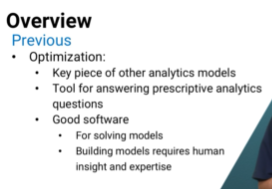 Overview
Previous
• Optimization:
• Key piece of other analytics models
• Tool for answering prescriptive analytics
questions
• Good software
• For solving models
• Building models requires human
insight and expertise